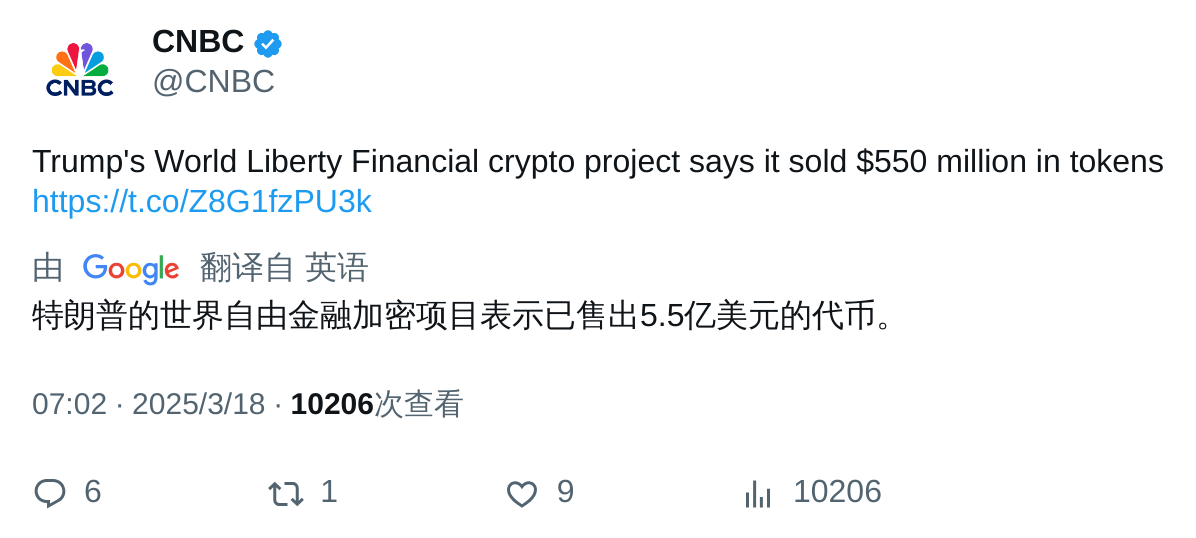 CNBC
CNBC
@CNBC
Trump's World Liberty Financial crypto project says it sold $550 million in tokens
https://t.co/Z8G1fzPU3k
由 Google 翻译自 英语
特朗普的世界自由金融加密项目表示已售出5.5亿美元的代币。
07:02 · 2025/3/18 · 10206次查看
6 1 9 10206